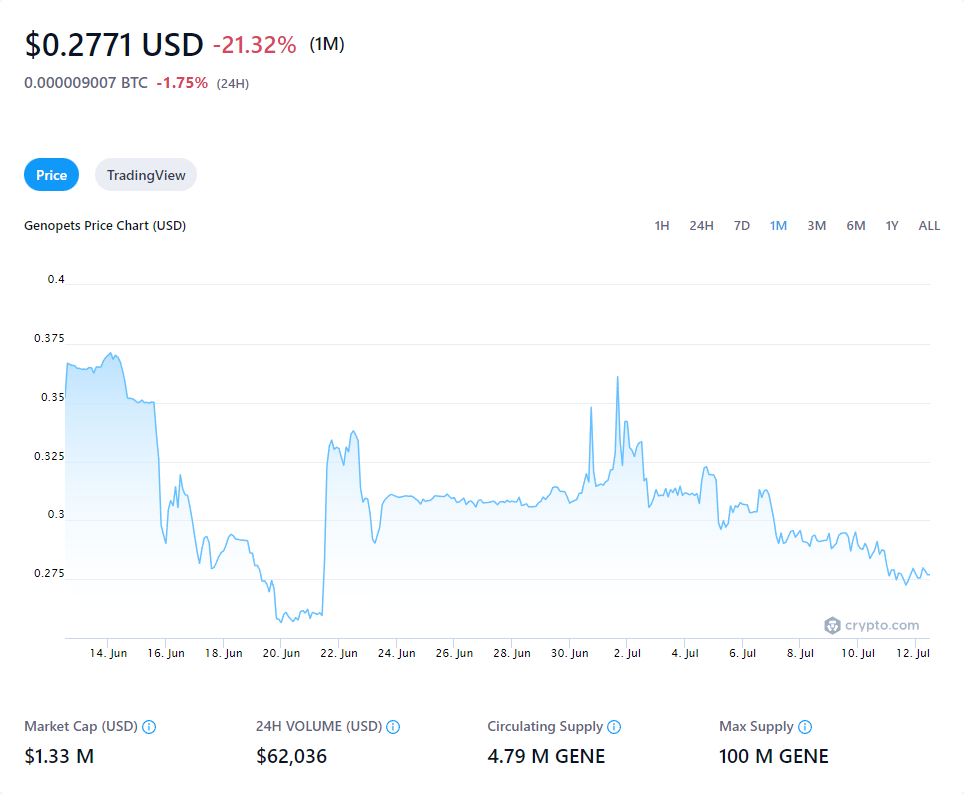 $0.2771 USD -21.32% (1M)
0.000009007 BTC -1.75% (24H)
Price TradingView
Genopets Price Chart (USD) 1H 24H 7D 1M 3M 6M 1Y ALL
0.4
0.375
0.35
0.325
0.3
0.275
crypto.com
14. Jun 16. Jun 18. Jun 20. Jun 22. Jun 24. Jun 26. Jun 28. Jun 30. Jun 2. Jul 4. Jul 6. Jul 8. Jul 10. Jul 12. Jul
Market Cap (USD) 24H VOLUME (USD) Circulating Supply Max Supply
$1.33 M $62,036 4.79 M GENE 100 M GENE